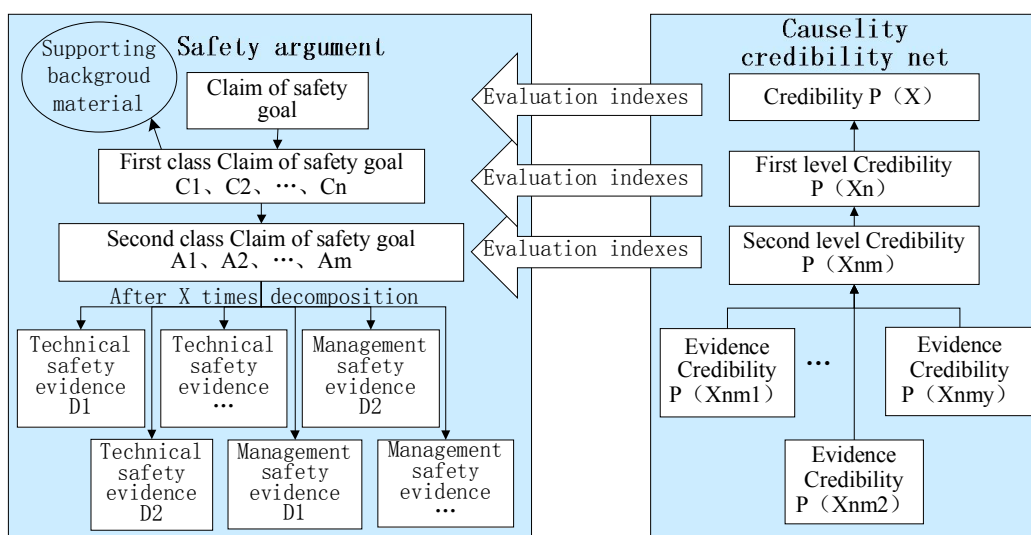 Supporting
backgroud
material
Safety argument
Claim of safety
goal
First class Claim of safety goal
C1、C2、…、Cn
Second class Claim of safety goal
A1、A2、…、Am
After X times decomposition
Technical
safety
evidence
D1
Technical
safety
evidence
…
Management
safety
evidence
D2
Technical
safety
evidence
D2
Management
safety
evidence
D1
Management
safety
evidence
…
Evaluation indexes
Evaluation indexes
Evaluation indexes
Causelity
credibility net
Credibility P（X）
First level Credibility
P（Xn）
Second level Credibility
P（Xnm）
Evidence
Credibility
P（Xnm1）
…
Evidence
Credibility
P（Xnmy）
Evidence
Credibility
P（Xnm2）